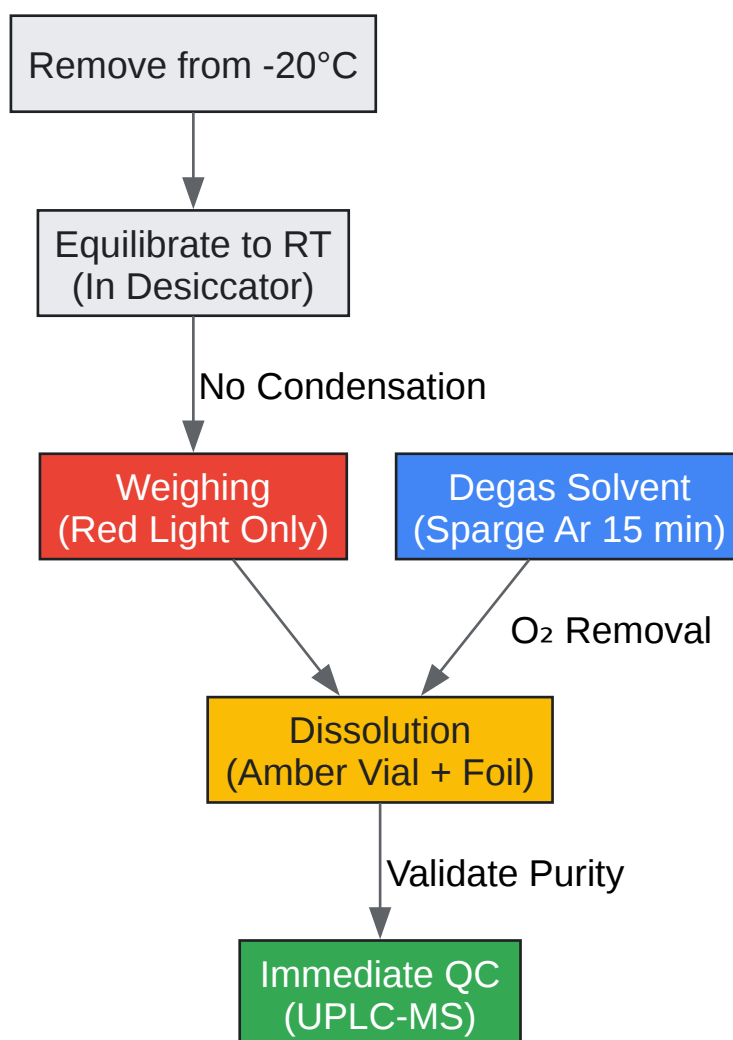 Remove from -20°C
Equilibrate to RT
(In Desiccator)
No Condensation
Weighing
(Red Light Only)
Degas Solvent
(Sparge Ar 15 min)
O₂ Removal
Dissolution
(Amber Vial + Foil)
Validate Purity
Immediate QC
(UPLC-MS)